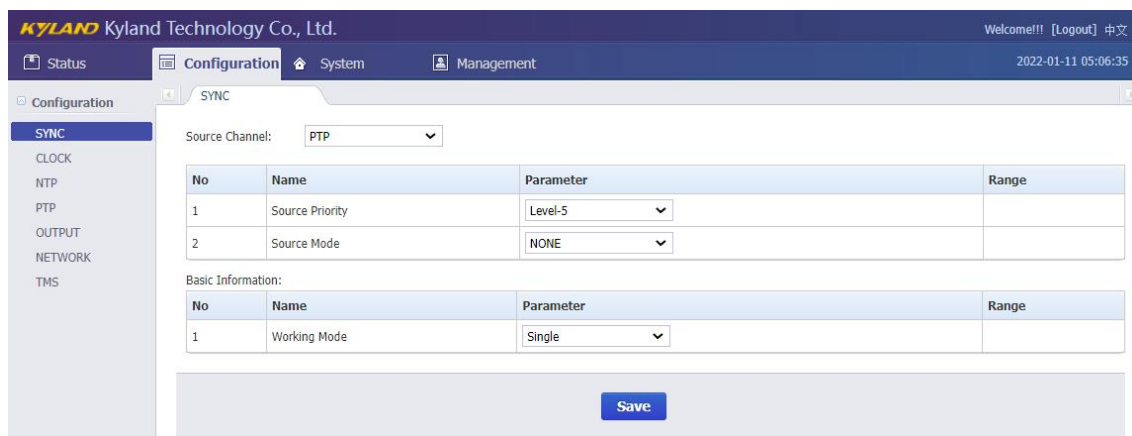 KYLAND Kyland Technology Co., Ltd. Welcome!!! [Logout] 中文
Status Configuration System Management 2022-01-11 05:06:35
Configuration SYNC
SYNC
CLOCK
NTP
PTP
OUTPUT
NETWORK
TMS
Source Channel: PTP
No Name Parameter Range
1 Source Priority Level-5
2 Source Mode NONE
Basic Information:
No Name Parameter Range
1 Working Mode Single
Save